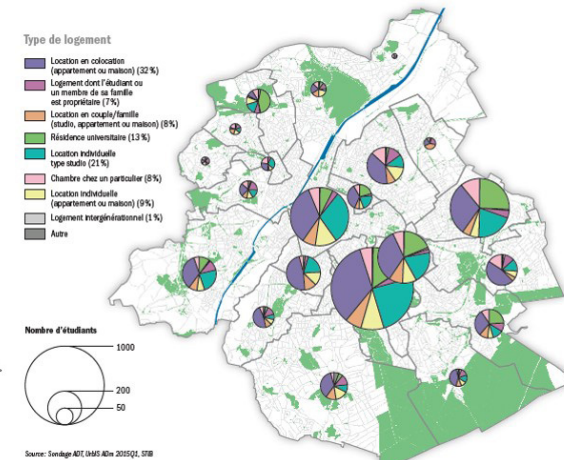 Type de logement
Location en colocation
(appartement ou maison) (32%)
Logement dont l'étudiant ou
un membre de sa famille
est propriétaire (7%)
Location en couple/famille
(studio, appartement ou maison) (8%)
Résidence universitaire (13%)
Location individuelle
type studio (21%)
Chambre chez un particulier (8%)
Location individuelle
(appartement ou maison) (9%)
Logement intergénérationnel (1%)
Autre
Nombre d'étudiants
1000
200
50
Source: Sondage ADT, UrbIS ADm 2015Q1, STIB